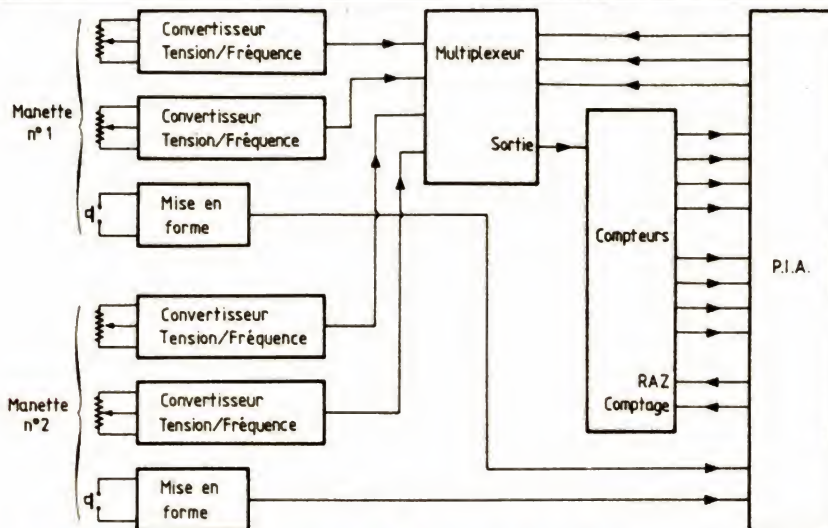 Manette
n° 1
Convertisseur
Tension/Fréquence
Convertisseur
Tension/Fréquence
Mise en
forme
Multiplexeur
Sortie
Compteurs
RAZ
Comptage
P.I.A.
Manette
n°2
Convertisseur
Tension/Fréquence
Convertisseur
Tension/Fréquence
Mise en
forme